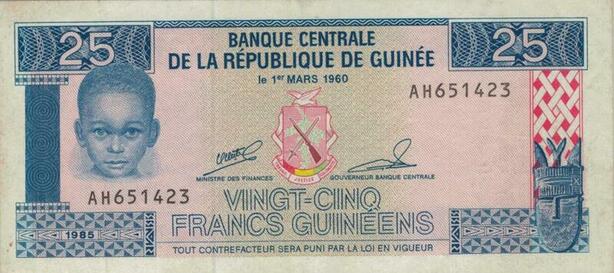 25
25
BANQUE CENTRALE
DE LA RÉPUBLIQUE DE GUINÉE
le 1er MARS 1960
AH651423
JUSTICE
MINISTRE DES FINANCES
GOUVERNEUR BANQUE CENTRALE
AH651423
VINGT-CINQ
FRANCS GUINÉENS
1985
TOUT CONTREFACTEUR SERA PUNI PAR LA LOI EN VIGUEUR